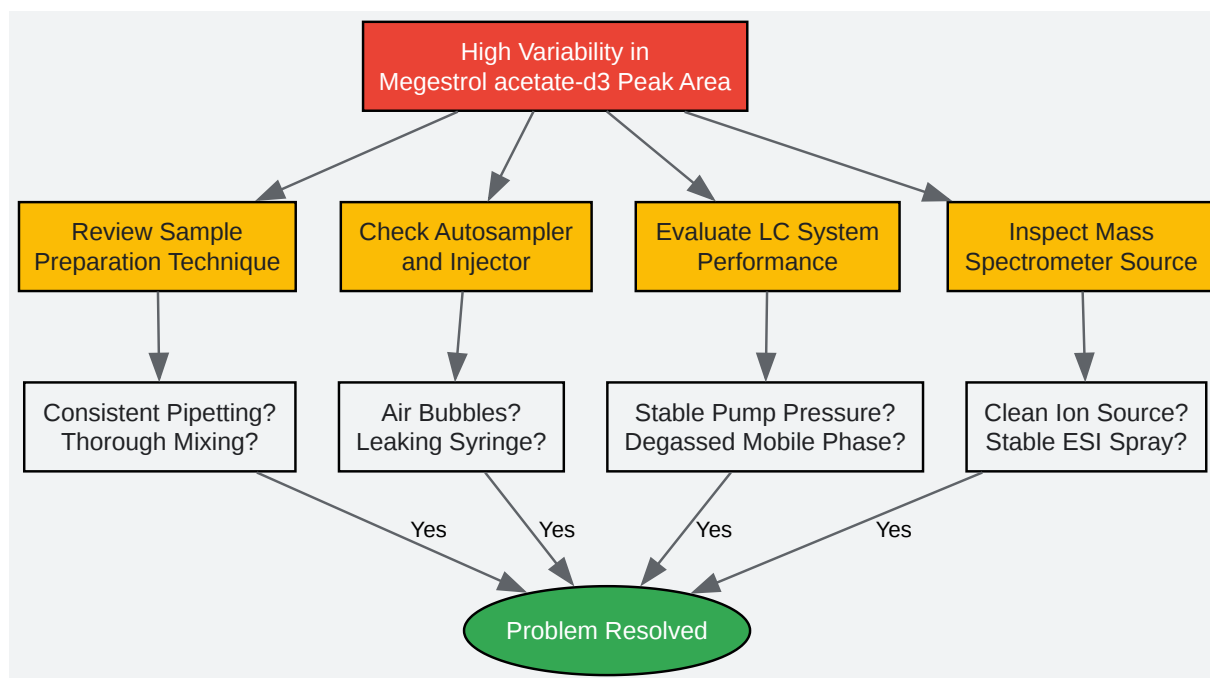 High Variability in
Megestrol acetate-d3 Peak Area
Review Sample
Preparation Technique
Check Autosampler
and Injector
Evaluate LC System
Performance
Inspect Mass
Spectrometer Source
Consistent Pipetting?
Thorough Mixing?
Air Bubbles?
Leaking Syringe?
Stable Pump Pressure?
Degassed Mobile Phase?
Clean Ion Source?
Stable ESI Spray?
Yes
Yes
Yes
Yes
Problem Resolved